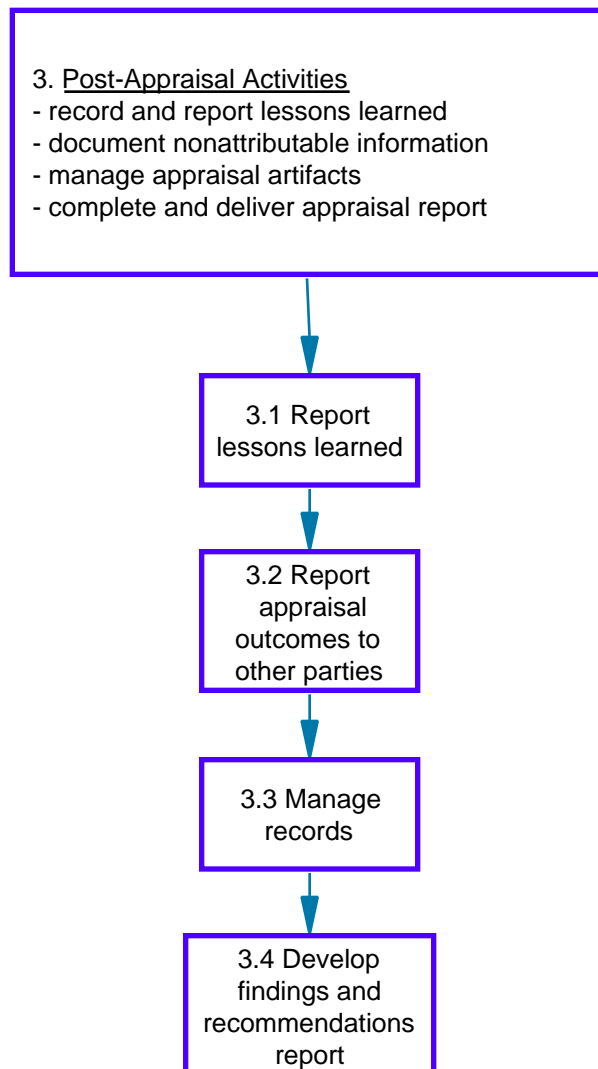 3. Post-Appraisal Activities
- record and report lessons learned
- document nonattributable information
- manage appraisal artifacts
- complete and deliver appraisal report
3.1 Report
lessons learned
3.2 Report
appraisal
outcomes to
other parties
3.3 Manage
records
3.4 Develop
findings and
recommendations
report